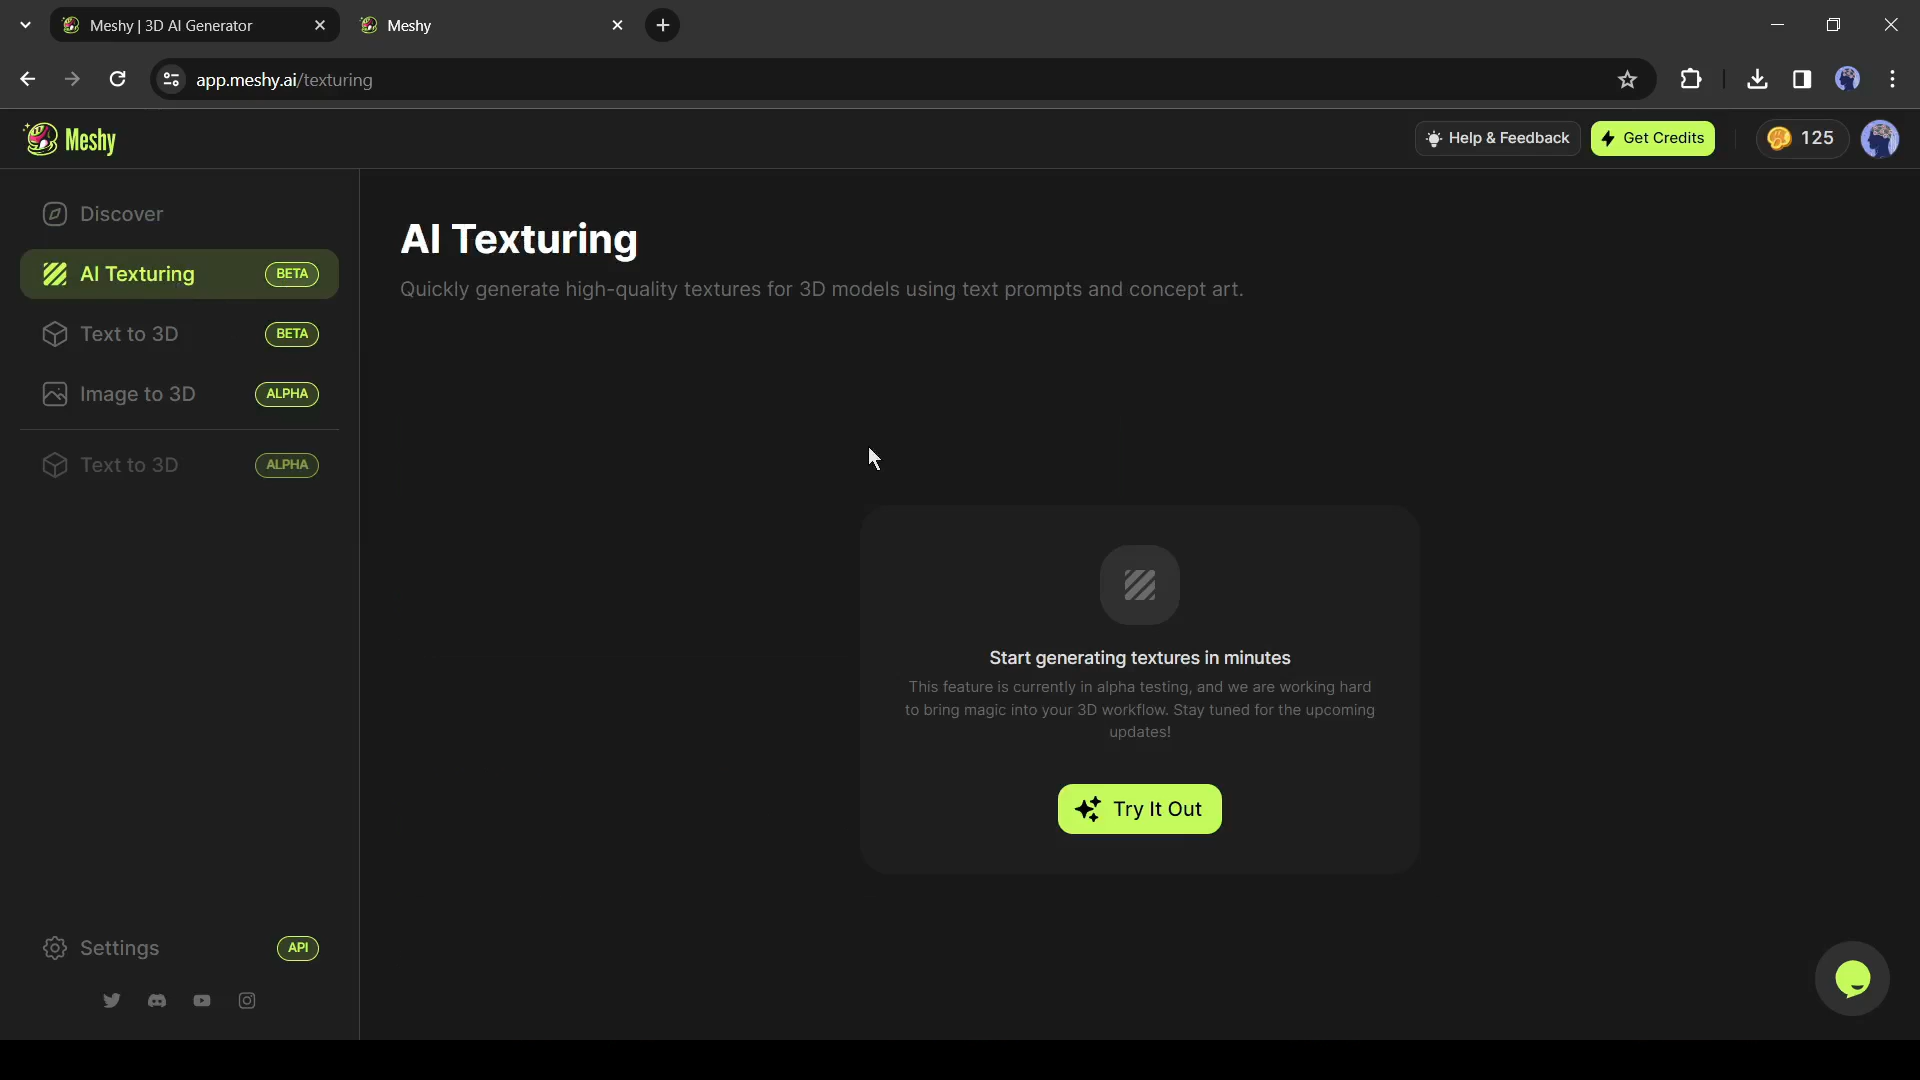 Meshy | 3D AI Generator
Meshy
app.meshy.ai/texturing
Meshy
Help & Feedback
Get Credits
125
Discover
AI Texturing
BETA
Text to 3D
BETA
Image to 3D
ALPHA
Text to 3D
ALPHA
Settings
API
AI Texturing
Quickly generate high-quality textures for 3D models using text prompts and concept art.
Start generating textures in minutes
This feature is currently in alpha testing, and we are working hard
to bring magic into your 3D workflow. Stay tuned for the upcoming
updates!
Try It Out